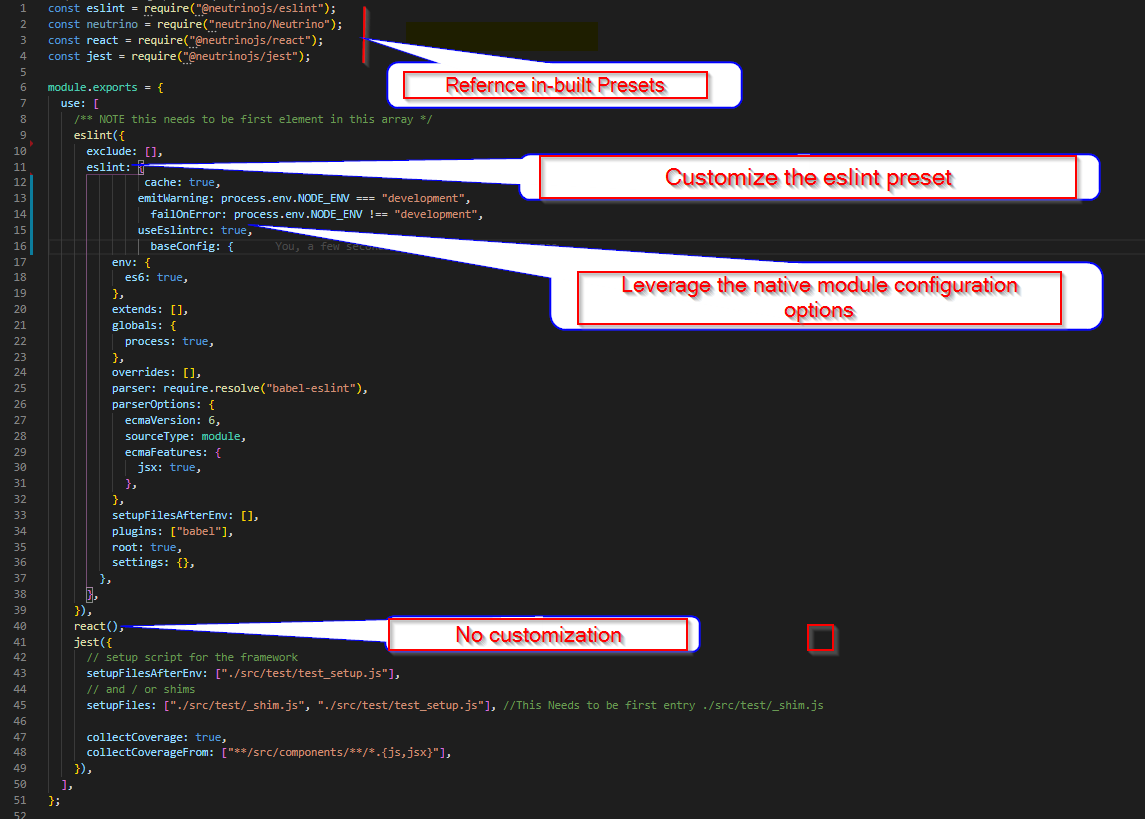 1 const eslint = require("@neutrinojs/eslint");
2 const neutrino = require("neutrino/Neutrino");
3 const react = require("@neutrinojs/react");
4 const jest = require("@neutrinojs/jest");
5
Refernce in-built Presets
6 module.exports = {
7 use: [
8 /** NOTE this needs to be first element in this array */
9 eslint({
10 exclude: [],
11 eslint: {
Customize the eslint preset
12 cache: true,
13 emitWarning: process.env.NODE_ENV === "development",
14 failOnError: process.env.NODE_ENV !== "development",
15 useEslintrc: true,
16 baseConfig: { You, a few
17 env: {
Leverage the native module configuration
options
18 es6: true,
19 },
20 extends: [],
21 globals: {
22 process: true,
23 },
24 overrides: [],
25 parser: require.resolve("babel-eslint"),
26 parserOptions: {
27 ecmaVersion: 6,
28 sourceType: module,
29 ecmaFeatures: {
30 jsx: true,
31 },
32 },
33 setupFilesAfterEnv: [],
34 plugins: ["babel"],
35 root: true,
36 settings: {},
37 },
38 },
39 }),
40 react(),
No customization
41 jest({
42 // setup script for the framework
43 setupFilesAfterEnv: ["./src/test/test_setup.js"],
44 // and / or shims
45 setupFiles: ["./src/test/_shim.js", "./src/test/test_setup.js"], //This Needs to be first entry ./src/test/_shim.js
46
47 collectCoverage: true,
48 collectCoverageFrom: ["**/src/components/**/*.{js,jsx}"],
49 }),
50 ],
51 };
52